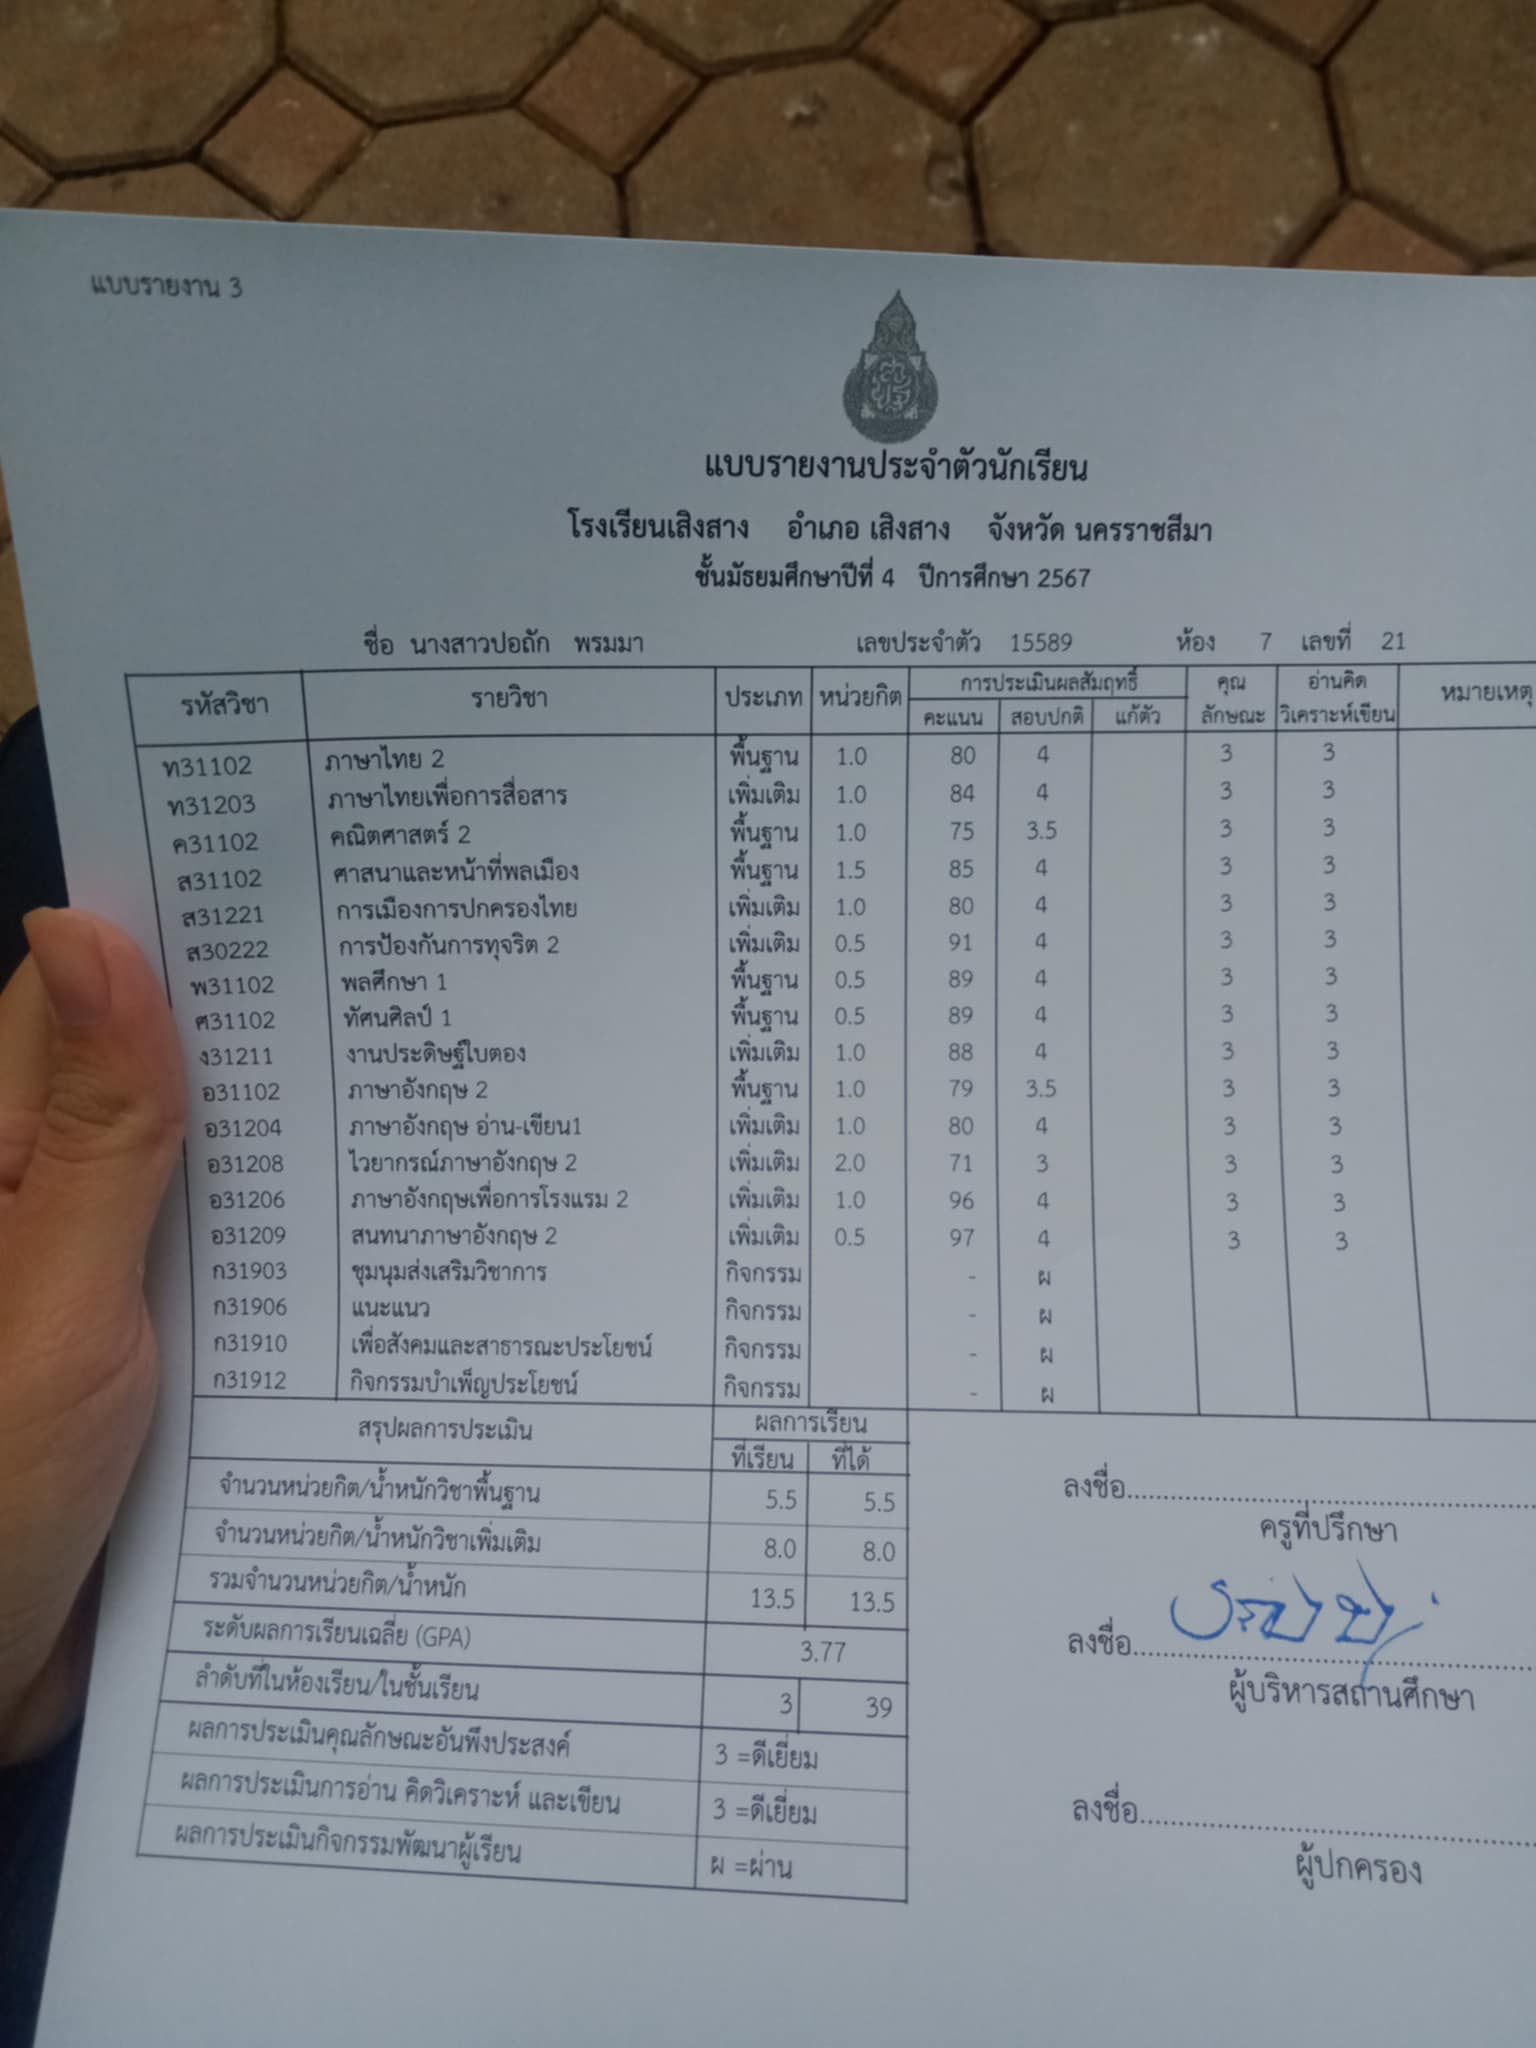 แบบรายงาน 3
แบบรายงานประจำตัวนักเรียน
โรงเรียนเสิงสาง อำเภอ เสิงสาง จังหวัด นครราชสีมา
ชั้นมัธยมศึกษาปีที่ 4 ปีการศึกษา 2567
ชื่อ นางสาวปอถัก พรมมา เลขประจำตัว 15589 ห้อง 7 เลขที่ 21
รหัสวิชา รายวิชา ประเภท หน่วยกิต การประเมินผลสัมฤทธิ์ คุณ อ่านคิด หมายเหตุ
คะแนน สอบปกติ แก้ตัว ลักษณะ วิเคราะห์เขียน
ท31102 ภาษาไทย 2 พื้นฐาน 1.0 80 4 3 3
ท31203 ภาษาไทยเพื่อการสื่อสาร เพิ่มเติม 1.0 84 4 3 3
ค31102 คณิตศาสตร์ 2 พื้นฐาน 1.0 75 3.5 3 3
ส31102 ศาสนาและหน้าที่พลเมือง พื้นฐาน 1.5 85 4 3 3
ส31221 การเมืองการปกครองไทย เพิ่มเติม 1.0 80 4 3 3
ส30222 การป้องกันการทุจริต 2 เพิ่มเติม 0.5 91 4 3 3
พ31102 พลศึกษา 1 พื้นฐาน 0.5 89 4 3 3
ศ31102 ทัศนศิลป์ 1 พื้นฐาน 0.5 89 4 3 3
ง31211 งานประดิษฐ์ใบตอง เพิ่มเติม 1.0 88 4 3 3
อ31102 ภาษาอังกฤษ 2 พื้นฐาน 1.0 79 3.5 3 3
อ31204 ภาษาอังกฤษ อ่าน-เขียน1 เพิ่มเติม 1.0 80 4 3 3
อ31208 ไวยากรณ์ภาษาอังกฤษ 2 เพิ่มเติม 2.0 71 3 3 3
อ31206 ภาษาอังกฤษเพื่อการโรงแรม 2 เพิ่มเติม 1.0 96 4 3 3
อ31209 สนทนาภาษาอังกฤษ 2 เพิ่มเติม 0.5 97 4 3 3
ก31903 ชุมนุมส่งเสริมวิชาการ กิจกรรม - ผ
ก31906 แนะแนว กิจกรรม - ผ
ก31910 เพื่อสังคมและสาธารณะประโยชน์ กิจกรรม - ผ
ก31912 กิจกรรมบำเพ็ญประโยชน์ กิจกรรม - ผ
สรุปผลการประเมิน ผลการเรียน
ที่เรียน ที่ได้
จำนวนหน่วยกิต/น้ำหนักวิชาพื้นฐาน 5.5 5.5
จำนวนหน่วยกิต/น้ำหนักวิชาเพิ่มเติม 8.0 8.0
รวมจำนวนหน่วยกิต/น้ำหนัก 13.5 13.5
ระดับผลการเรียนเฉลี่ย (GPA) 3.77
ลำดับที่ในห้องเรียน/ในชั้นเรียน 3 39
ผลการประเมินคุณลักษณะอันพึงประสงค์ 3 =ดีเยี่ยม
ผลการประเมินการอ่าน คิดวิเคราะห์ และเขียน 3 =ดีเยี่ยม
ผลการประเมินกิจกรรมพัฒนาผู้เรียน ผ =ผ่าน
ลงชื่อ..............................
ครูที่ปรึกษา
ลงชื่อ..............................
ผู้บริหารสถานศึกษา
ลงชื่อ..............................
ผู้ปกครอง